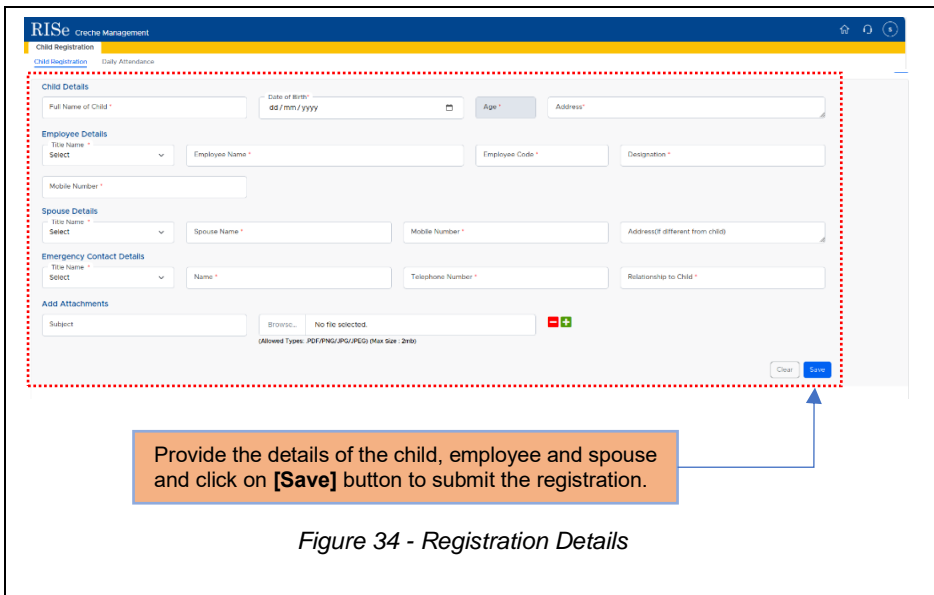 RISe Creche Management
S
Child Registration
Child Registration Daily Attendance
Child Details
Full Name of Child * Date of Birth* dd/mm/yyyy Age * Address*
Employee Details
Title Name * Select Employee Name * Employee Code * Designation *
Mobile Number *
Spouse Details
Title Name * Select Spouse Name * Mobile Number * Address(If different from child)
Emergency Contact Details
Title Name * Select Name * Telephone Number * Relationship to Child *
Add Attachments
Subject Browse... No file selected.
(Allowed Types: .PDF/PNG/JPG/JPEG) (Max Size : 2mb)
Clear Save
Provide the details of the child, employee and spouse
and click on [Save] button to submit the registration.
Figure 34 - Registration Details